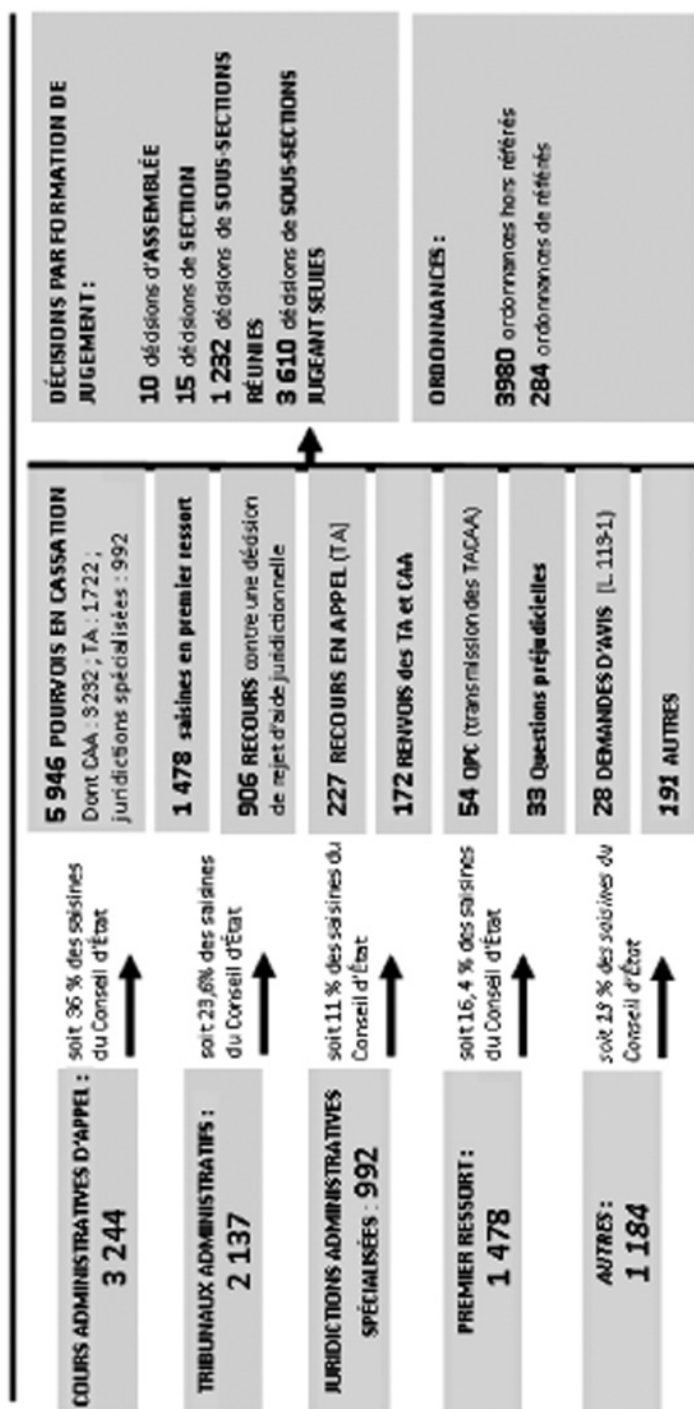 COURS ADMINISTRATIVES D'APPEL :
3 244
soit 36 % des saisines
du Conseil d'État
TRIBUNAUX ADMINISTRATIFS :
2 137
soit 23,6% des saisines
du Conseil d'État
JURIDICTIONS ADMINISTRATIVES
SPÉCIALISÉES : 992
soit 11 % des saisines du
Conseil d'État
PREMIER RESSORT :
1 478
soit 16,4 % des saisines
du Conseil d'État
AUTRES :
1 184
soit 13 % des saisines du
Conseil d'État
5 946 POURVOIS EN CASSATION
Dont CAA : 3232 ; TA : 1722 ;
juridictions spécialisées : 992
1 478 saisines en premier ressort
906 RECOURS contre une décision
de rejet d'aide juridictionnelle
227 RECOURS EN APPEL (TA)
172 RENVOIS des TA et CAA
54 QPC (transmission des TACAA)
33 Questions préjudicielles
28 DEMANDES D'AVIS (L. 113-1)
191 AUTRES
DÉCISIONS PAR FORMATION DE
JUGEMENT :
10 décisions d'ASSEMBLÉE
15 décisions de SECTION
1 232 décisions de SOUS-SECTIONS
RÉUNIES
3 610 décisions de SOUS-SECTIONS
JUGEANT SEULES
ORDONNANCES :
3980 ordonnances hors référés
284 ordonnances de référés